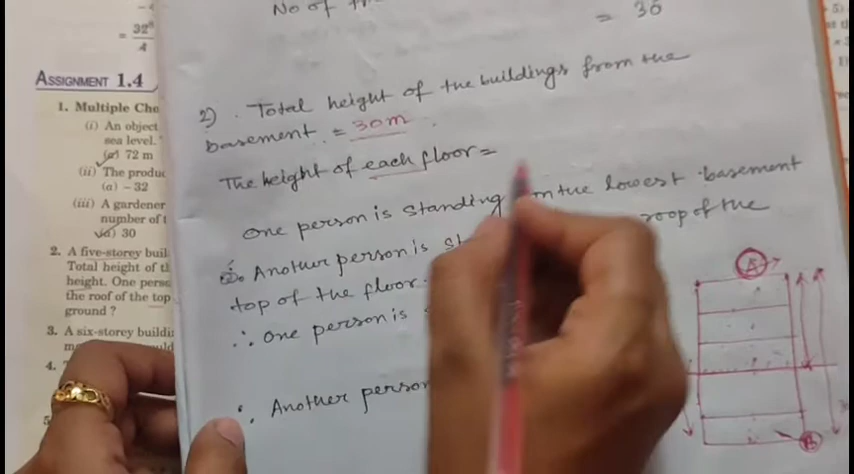 No of
= 30
= 32
4
ASSIGNMENT 1.4
1. Multiple Cho
(i) An object
sea level.
(a) 72 m
(ii) The produc
(a) – 32
(iii) A gardener
number of t
(a) 30
2. A five-storey buil
Total height of th
height. One pers
the roof of the top
ground ?
3. A six-storey buildi
4.
2) . Total height of the buildings from the
basement = 30m
The height of each floor =
One person is standing in the lowest basement
Another person is roop of the
top of the floor.
∴ One person is
∴ Another person
A
B